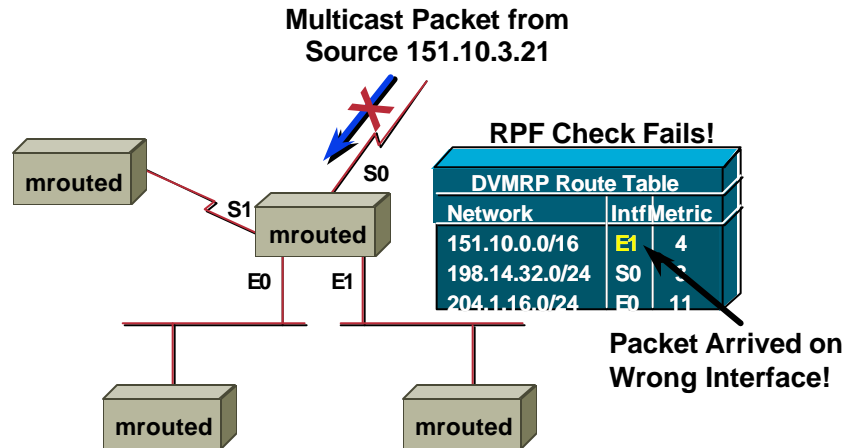 Multicast Packet from
Source 151.10.3.21
RPF Check Fails!
mrouted
S0
S1
mrouted
E0
E1
DVMRP Route Table
Network Intf Metric
151.10.0.0/16 E1 4
198.14.32.0/24 S0 3
204.1.16.0/24 E0 11
Packet Arrived on
Wrong Interface!
mrouted
mrouted